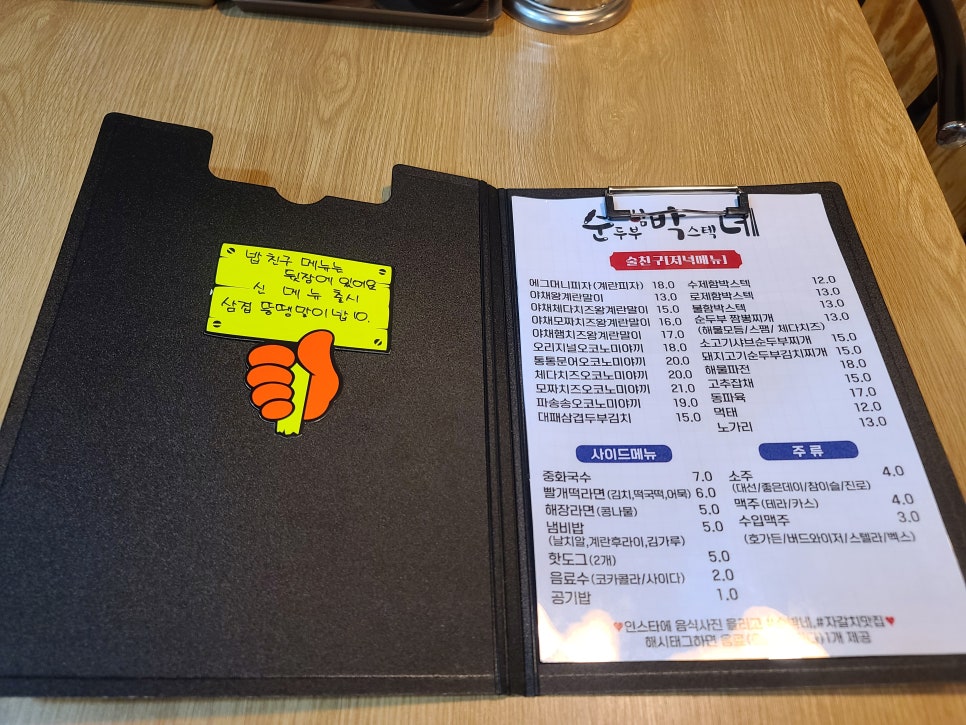 밥친구 메뉴는
뒷장에 있어요
신 메뉴 출시
삼겹 뚱땡말이밥 10.
순두부 함박스텍 네
술친구[저녁메뉴]
에그머니피자(계란피자) 18.0
야채왕계란말이 13.0
야채체다치즈왕계란말이 15.0
야채모짜치즈왕계란말이 16.0
야채햄치즈왕계란말이 17.0
오리지널오코노미야끼 18.0
통통문어오코노미야끼 20.0
체다치즈오코노미야끼 20.0
모짜치즈오코노미야끼 21.0
파송송오코노미야끼 19.0
대패삼겹두부김치 15.0
수제함박스텍 12.0
로제함박스텍 13.0
불함박스텍 13.0
순두부 짬뽕찌개 13.0
(해물모듬/스팸/ 체다치즈)
소고기샤브순두부찌개 15.0
돼지고기순두부김치찌개 15.0
해물파전 18.0
고추잡채 15.0
동파육 17.0
먹태 12.0
노가리 13.0
사이드메뉴
중화국수 7.0
빨개떡라면(김치,떡국떡,어묵) 6.0
해장라면(콩나물) 5.0
냄비밥 5.0
(날치알,계란후라이,김가루)
핫도그(2개) 5.0
음료수(코카콜라/사이다) 2.0
공기밥 1.0
주 류
소주 4.0
(대선/좋은데이/참이슬/진로)
맥주(테라/카스) 4.0
수입맥주 3.0
(호가든/버드와이저/스텔라/벡스)
♥인스타에 음식사진 올리고 #자갈치맛집♥
해시태그하면 1개 제공